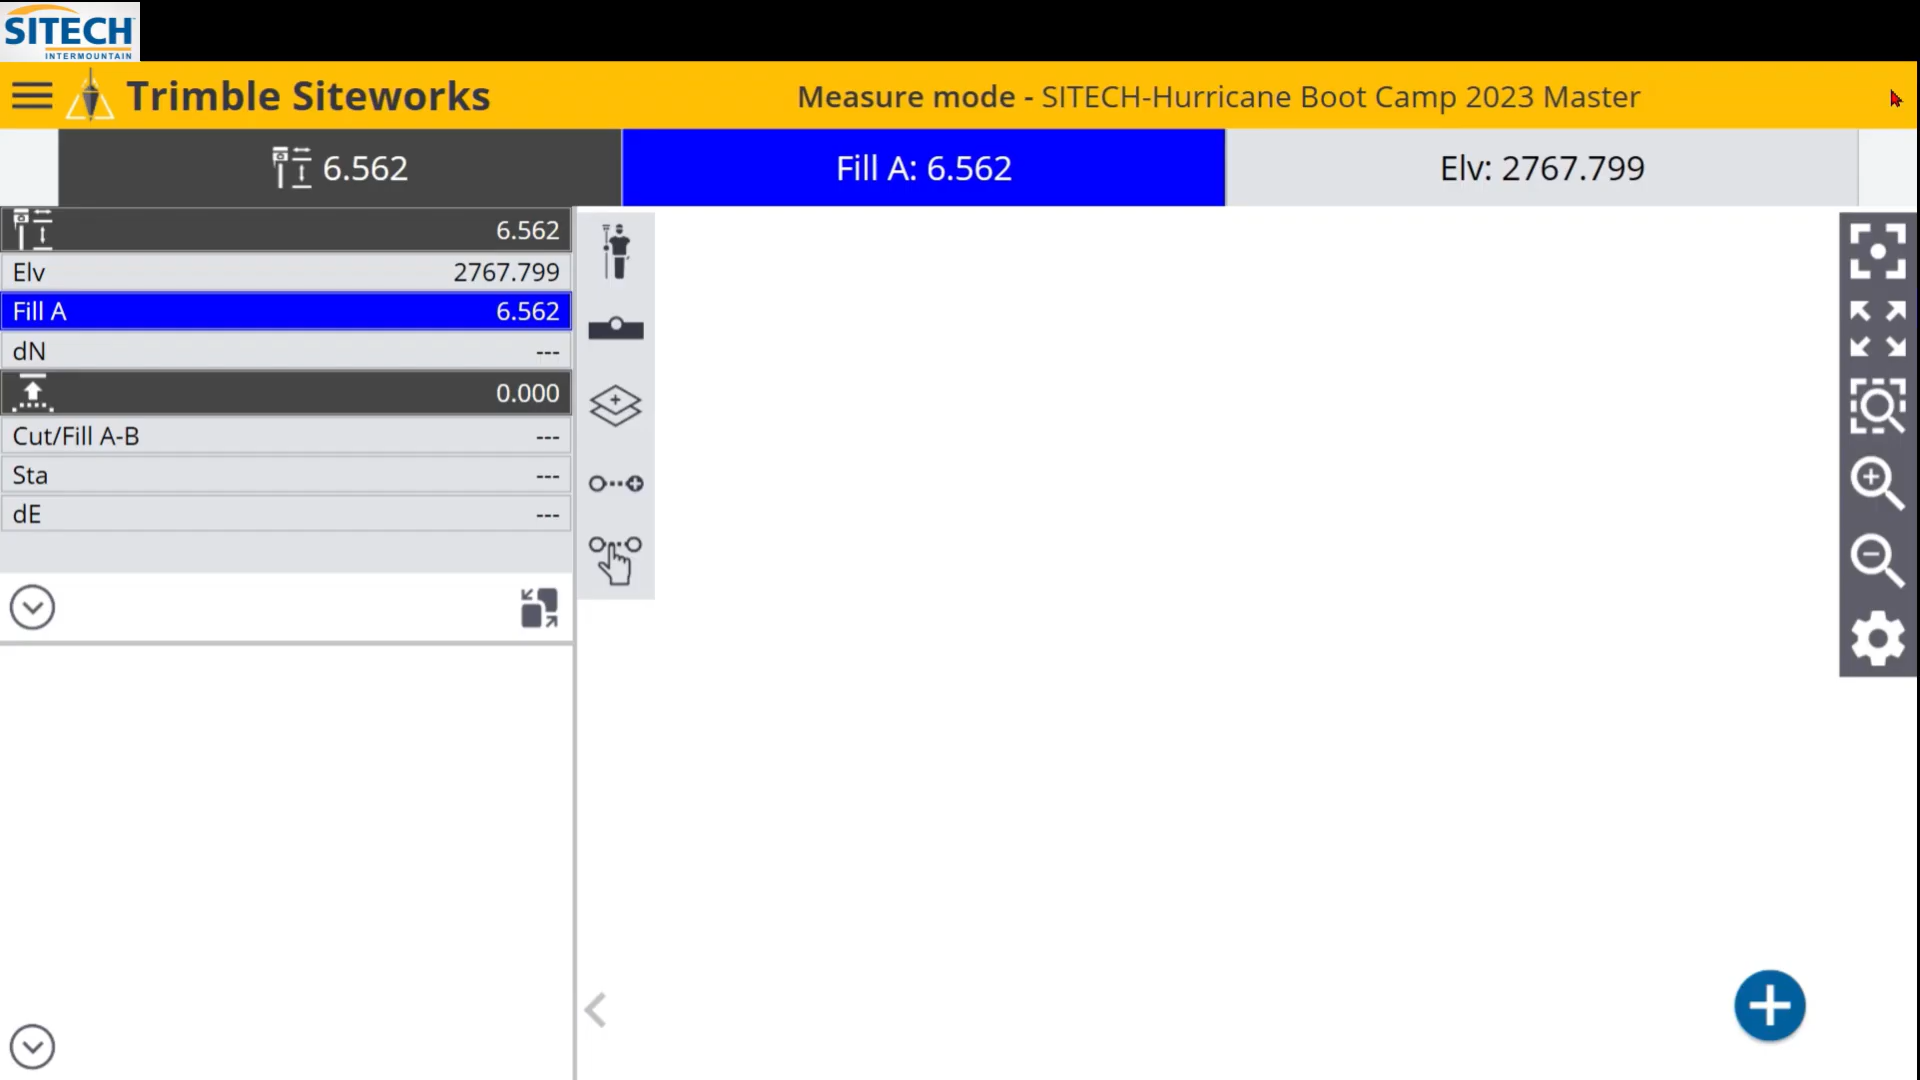 SITECH
INTERMOUNTAIN
Trimble Siteworks
Measure mode - SITECH-Hurricane Boot Camp 2023 Master
6.562
Fill A: 6.562
Elv: 2767.799
6.562
Elv 2767.799
Fill A 6.562
dN ---
0.000
Cut/Fill A-B ---
Sta ---
dE ---